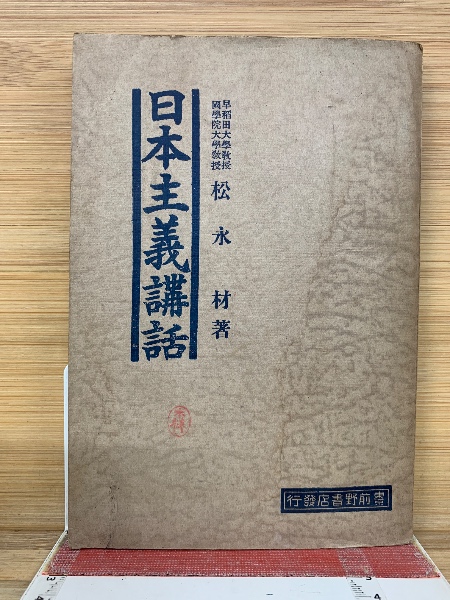 早稲田大學教授
國學院大學教授
松永材著
日本主義講話
前野書店發行